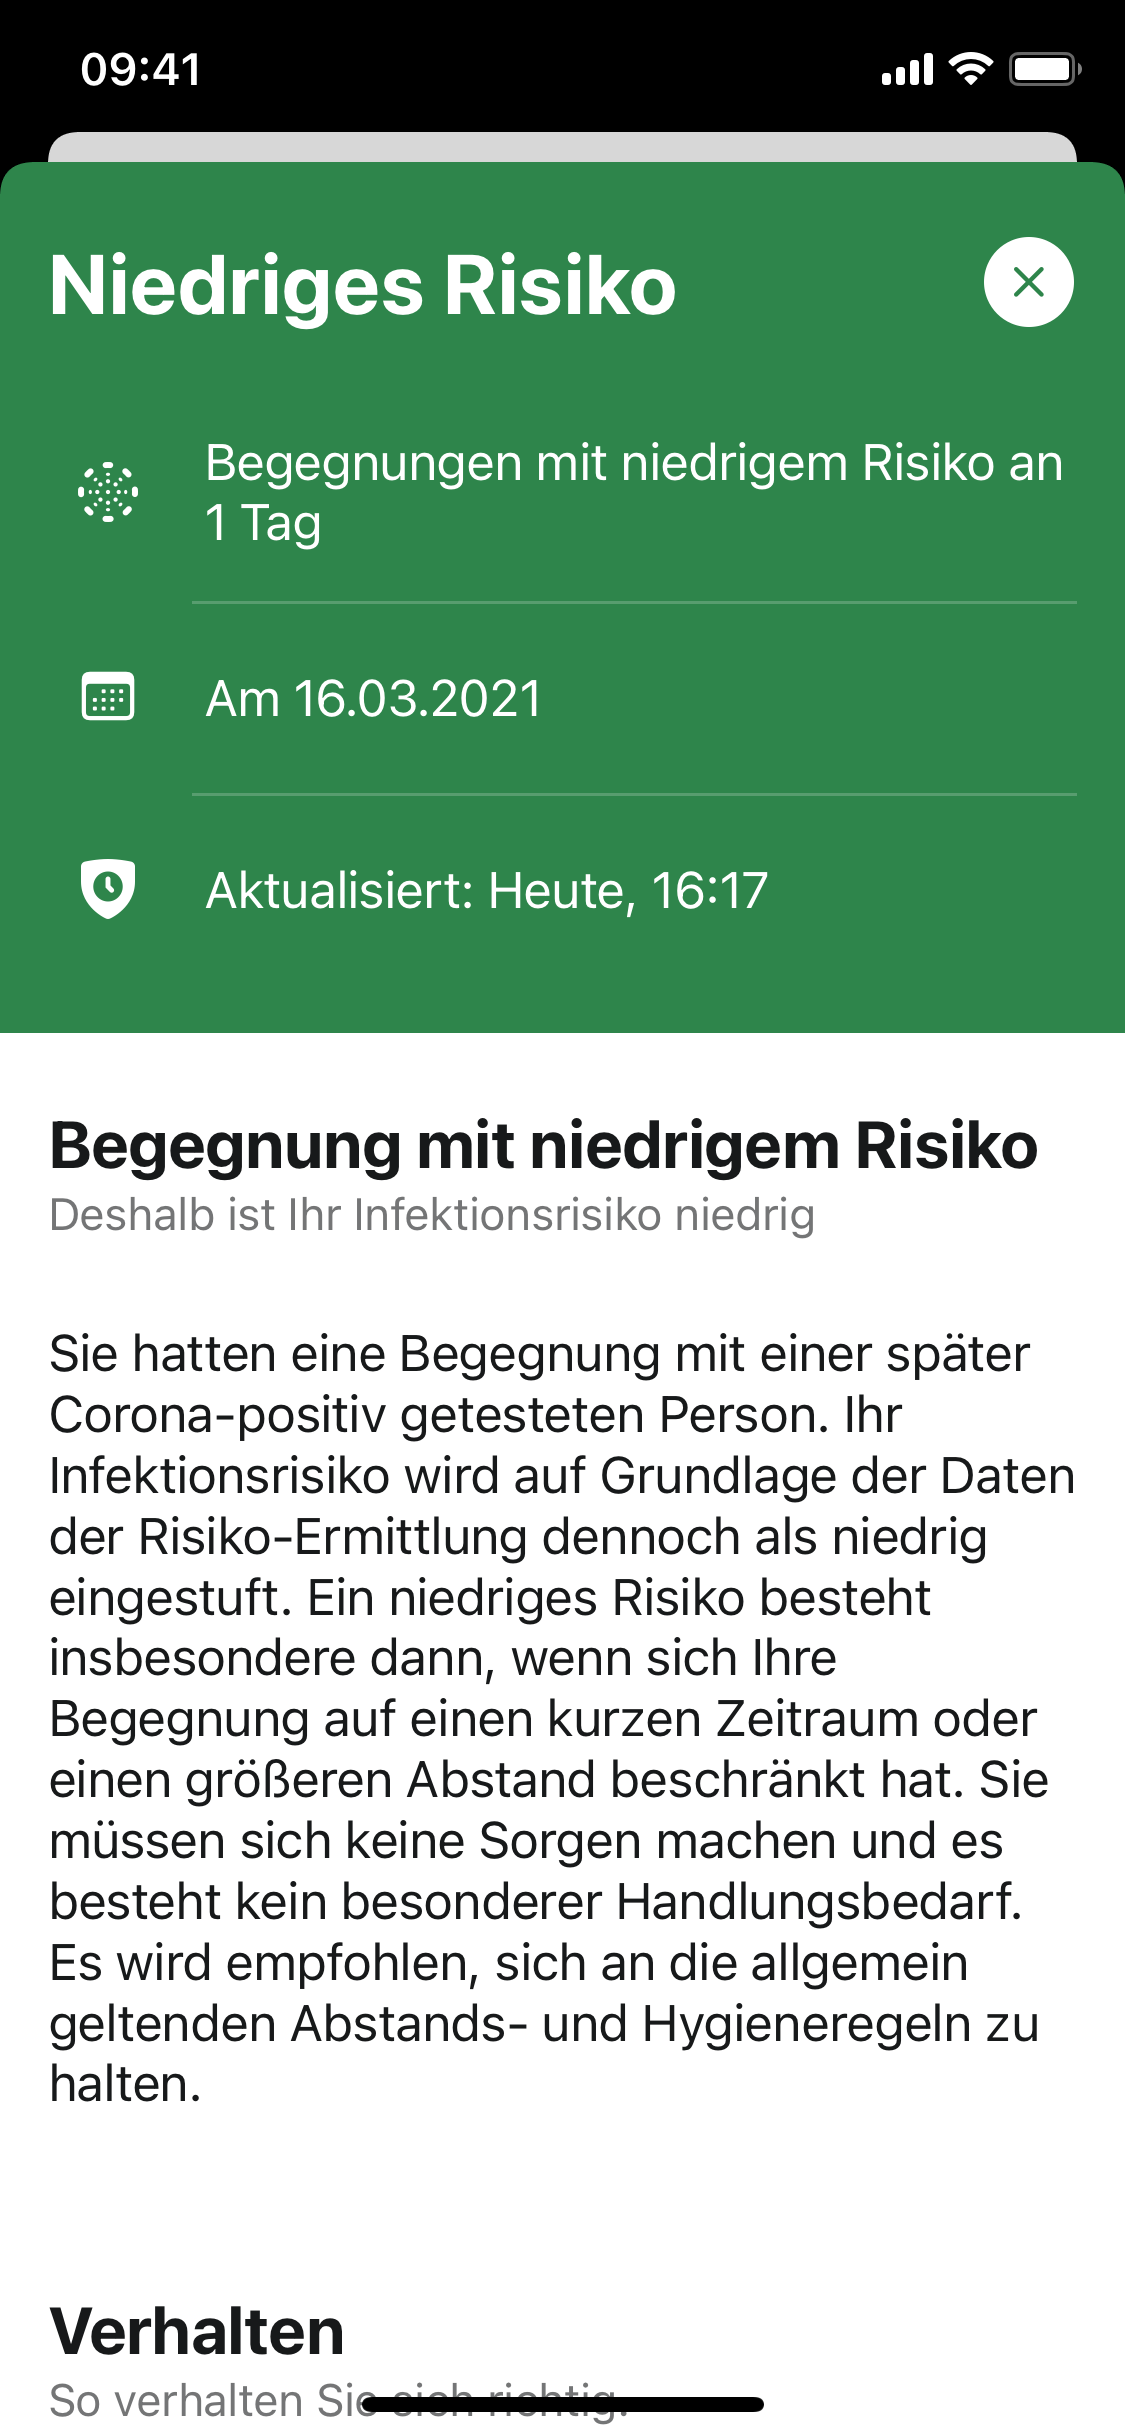 09:41
Niedriges Risiko
Begegnungen mit niedrigem Risiko an
1 Tag
Am 16.03.2021
Aktualisiert: Heute, 16:17
Begegnung mit niedrigem Risiko
Deshalb ist Ihr Infektionsrisiko niedrig
Sie hatten eine Begegnung mit einer später
Corona-positiv getesteten Person. Ihr
Infektionsrisiko wird auf Grundlage der Daten
der Risiko-Ermittlung dennoch als niedrig
eingestuft. Ein niedriges Risiko besteht
insbesondere dann, wenn sich Ihre
Begegnung auf einen kurzen Zeitraum oder
einen größeren Abstand beschränkt hat. Sie
müssen sich keine Sorgen machen und es
besteht kein besonderer Handlungsbedarf.
Es wird empfohlen, sich an die allgemein
geltenden Abstands- und Hygieneregeln zu
halten.
Verhalten
So verhalten Sie sich richtig.